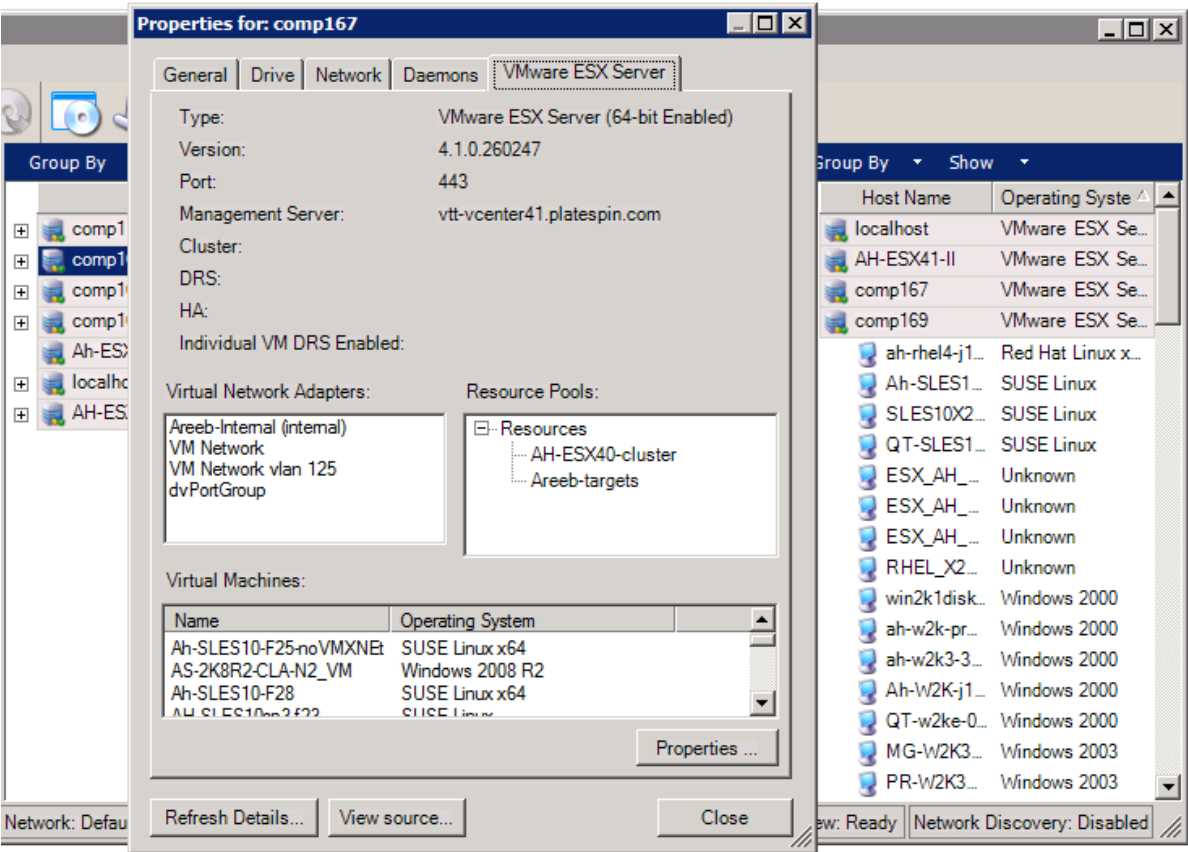 Properties for: comp167
General Drive Network Daemons VMware ESX Server
Type: VMware ESX Server (64-bit Enabled)
Version: 4.1.0.260247
Port: 443
Management Server: vtt-vcenter41.platespin.com
Cluster:
DRS:
HA:
Individual VM DRS Enabled:
Virtual Network Adapters:
Areeb-Internal (internal)
VM Network
VM Network vlan 125
dvPortGroup
Resource Pools:
Resources
AH-ESX40-cluster
Areeb-targets
Virtual Machines:
Name Operating System
Ah-SLES10-F25-noVMXNEt SUSE Linux x64
AS-2K8R2-CLA-N2_VM Windows 2008 R2
Ah-SLES10-F28 SUSE Linux x64
AH-SLES10sp3 f23 SUSE Linux
Properties ...
Refresh Details... View source... Close
Group By
comp1
comp1
comp1
comp1
Ah-ESX
localho
AH-ES
Network: Defau
Group By Show
Host Name Operating Syste
localhost VMware ESX Se...
AH-ESX41-II VMware ESX Se...
comp167 VMware ESX Se...
comp169 VMware ESX Se...
ah-rhel4-j1... Red Hat Linux x...
Ah-SLES1... SUSE Linux
SLES10X2... SUSE Linux
QT-SLES1... SUSE Linux
ESX_AH_... Unknown
ESX_AH_... Unknown
ESX_AH_... Unknown
RHEL_X2... Unknown
win2k1disk... Windows 2000
ah-w2k-pr... Windows 2000
ah-w2k3-3... Windows 2000
Ah-W2K-j1... Windows 2000
QT-w2ke-0... Windows 2000
MG-W2K3... Windows 2003
PR-W2K3... Windows 2003
ew: Ready Network Discovery: Disabled